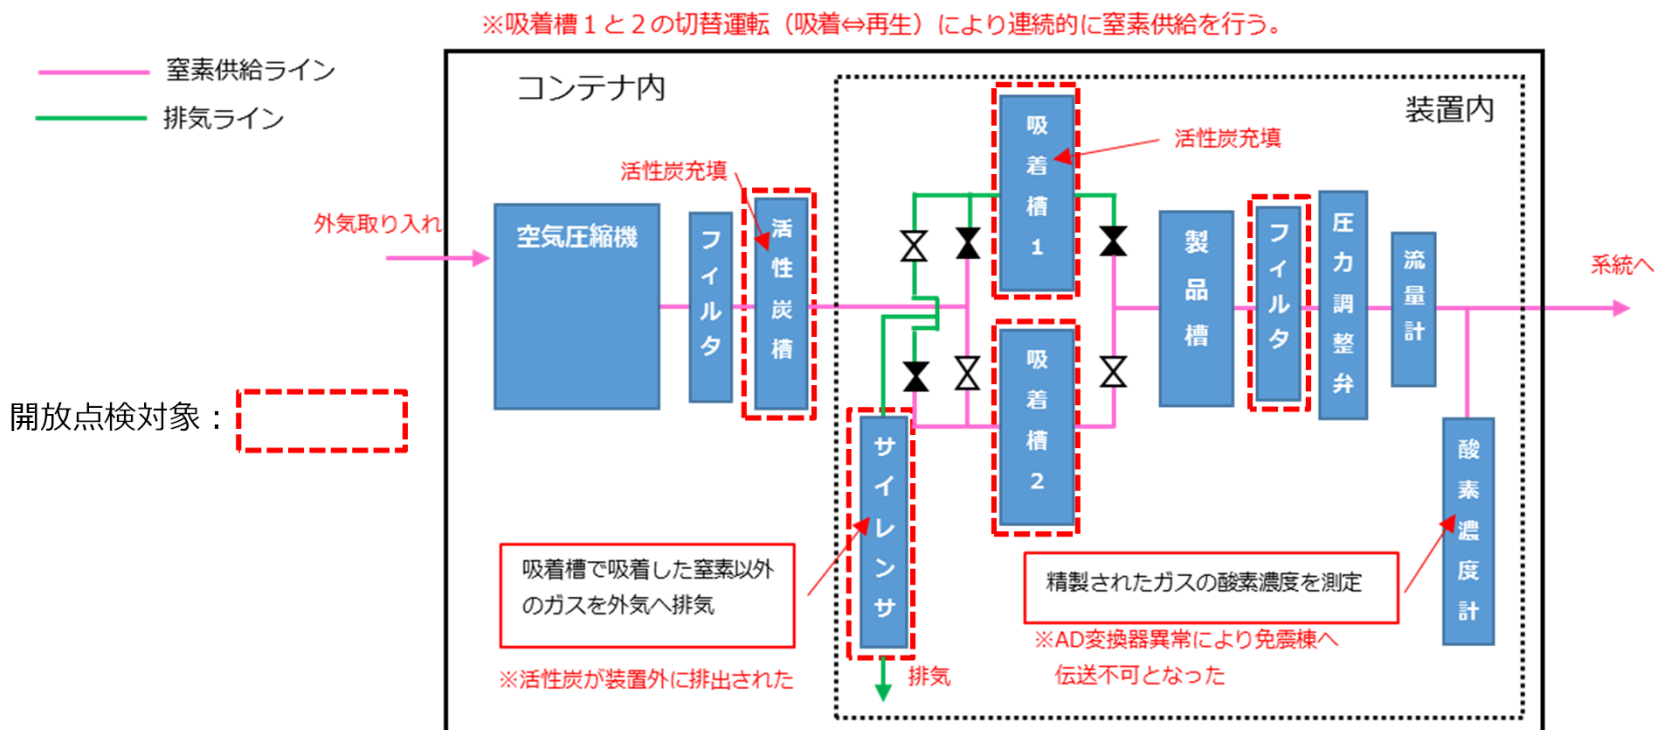 ※吸着槽１と２の切替運転（吸着⇔再生）により連続的に窒素供給を行う。
窒素供給ライン
排気ライン
コンテナ内
装置内
活性炭充填
活性炭充填
外気取り入れ
空気圧縮機
フィルタ
活性炭槽
吸着槽1
吸着槽2
製品槽
フィルタ
圧力調整弁
流量計
系統へ
開放点検対象：
サイレンサ
酸素濃度計
吸着槽で吸着した窒素以外
のガスを外気へ排気
※活性炭が装置外に排出された
排気
精製されたガスの酸素濃度を測定
※AD変換器異常により免震棟へ
伝送不可となった